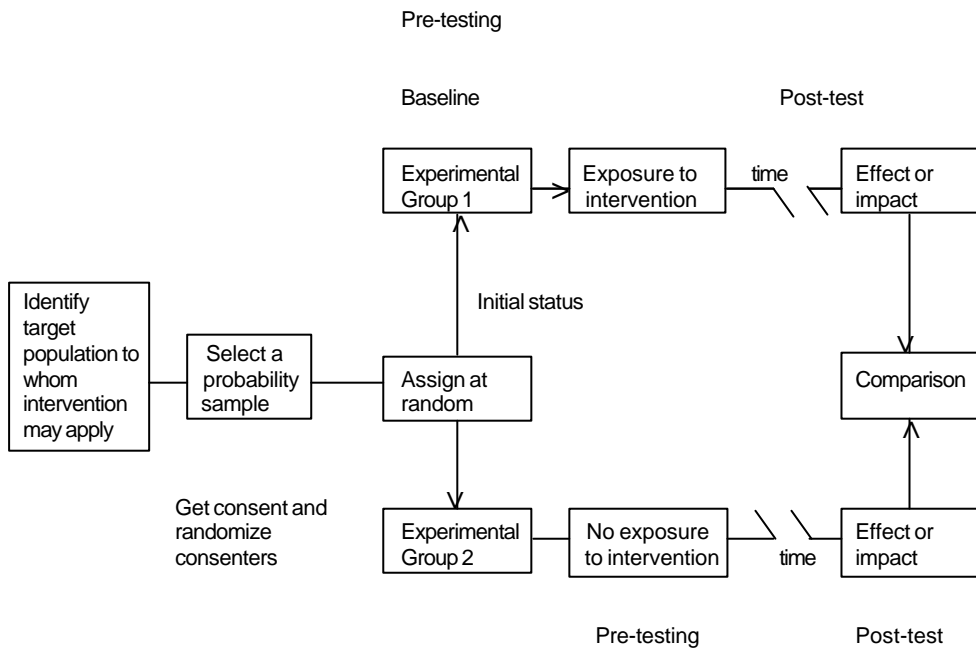 Pre-testing
Baseline
Post-test
Experimental
Group 1
Exposure to
intervention
time
Effect or
impact
Initial status
Identify
target
population to
whom
intervention
may apply
Select a
probability
sample
Assign at
random
Comparison
Get consent and
randomize
consenters
Experimental
Group 2
No exposure
to intervention
time
Effect or
impact
Pre-testing
Post-test